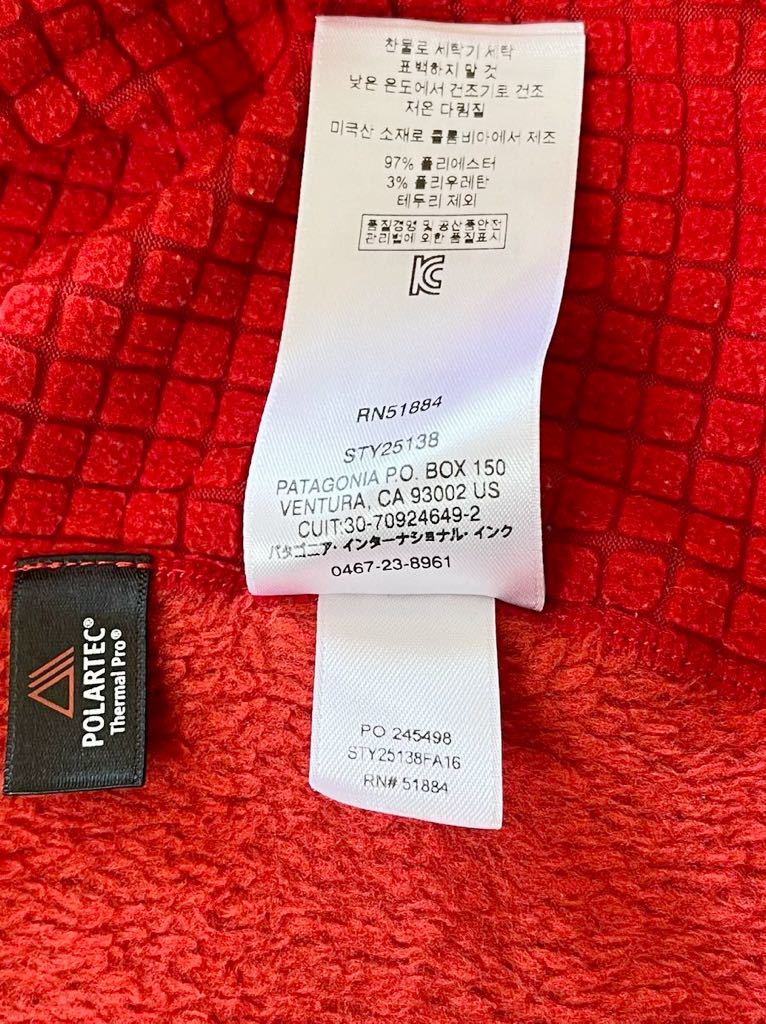 찬물로 세탁기 세탁
표백하지 말 것
낮은 온도에서 건조기로 건조
저온 다림질
미국산 소재로 콜롬비아에서 제조
97% 폴리에스터
3% 폴리우레탄
테두리 제외
품질경영 및 공산품안전
관리법에 의한 품질표시
KC
RN51884
STY25138
PATAGONIA P.O. BOX 150
VENTURA, CA 93002 US
CUIT:30-70924649-2
パタゴニア・インターナショナル・インク
0467-23-8961
POLARTEC®
Thermal Pro®
PO 245498
STY25138FA16
RN# 51884